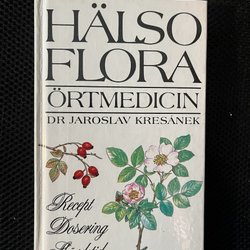 HÄLSO
FLORA
ÖRTMEDICIN
DR JAROSLAV KRESÁNEK
Recept
Dosering